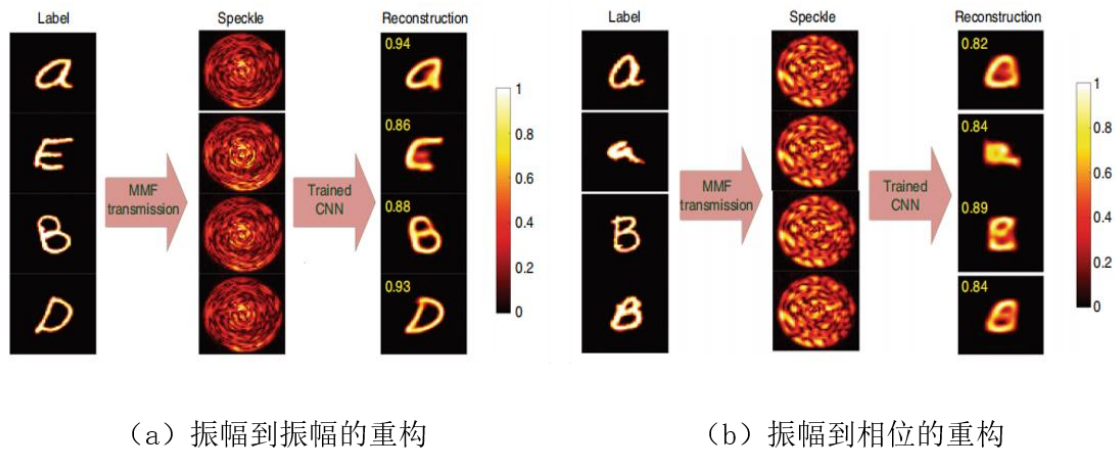 Label Speckle Reconstruction
0.94
0.86
0.88
0.93
a
E
B
D
MMF
transmission
Trained
CNN
1
0.8
0.6
0.4
0.2
0
(a)振幅到振幅的重构
Label Speckle Reconstruction
0.82
0.84
0.89
0.84
a
a
B
B
MMF
transmission
Trained
CNN
1
0.8
0.6
0.4
0.2
0
(b)振幅到相位的重构